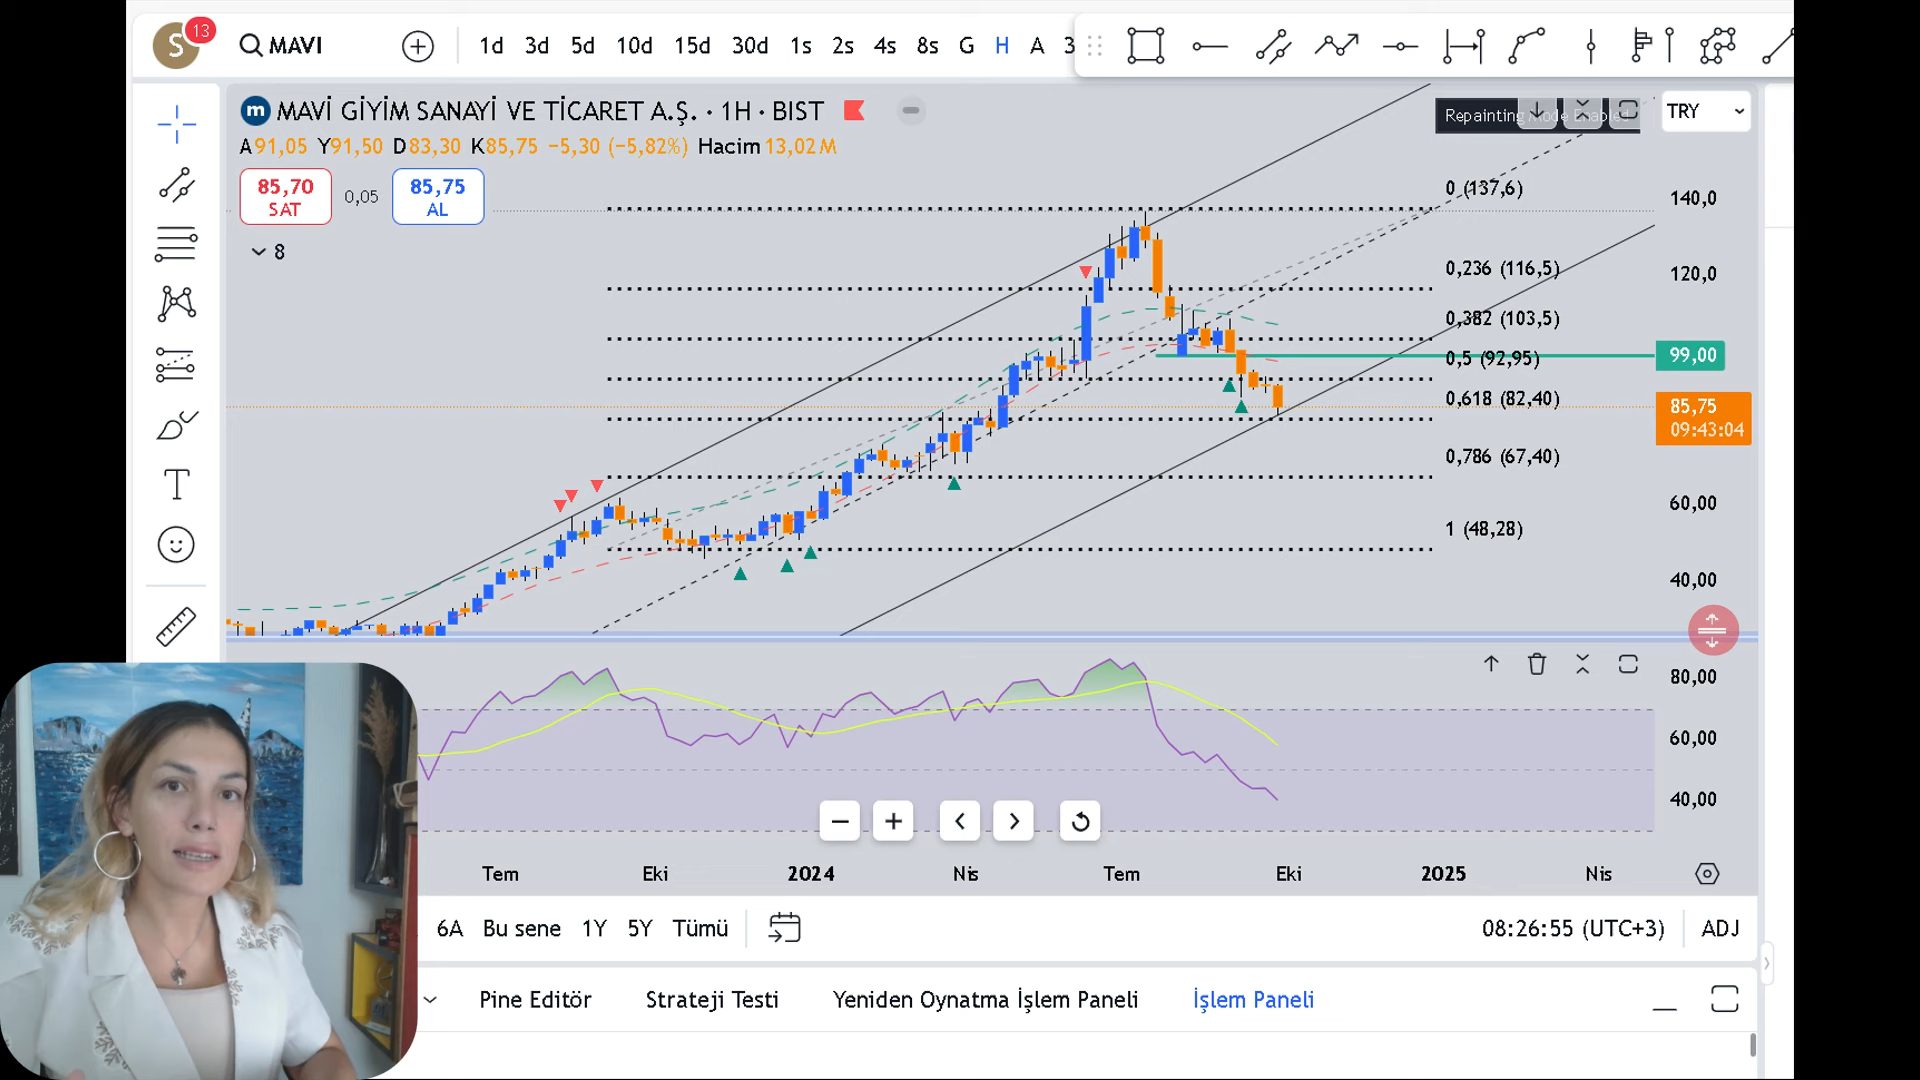 S 13 MAVI 1d 3d 5d 10d 15d 30d 1s 2s 4s 8s G H A 3
m MAVİ GİYİM SANAYİ VE TİCARET A.Ş. · 1H · BIST
Repainting Mode Enabled
TRY
A91,05 Y91,50 D83,30 K85,75 −5,30 (−5,82%) Hacim 13,02M
85,70 SAT
0,05
85,75 AL
8
0 (137,6)
0,236 (116,5)
0,382 (103,5)
0,5 (92,95)
0,618 (82,40)
0,786 (67,40)
1 (48,28)
140,0
120,0
99,00
85,75
09:43:04
60,00
40,00
80,00
60,00
40,00
Tem Eki 2024 Nis Tem Eki 2025 Nis
6A Bu sene 1Y 5Y Tümü
08:26:55 (UTC+3) ADJ
Pine Editör Strateji Testi Yeniden Oynatma İşlem Paneli İşlem Paneli